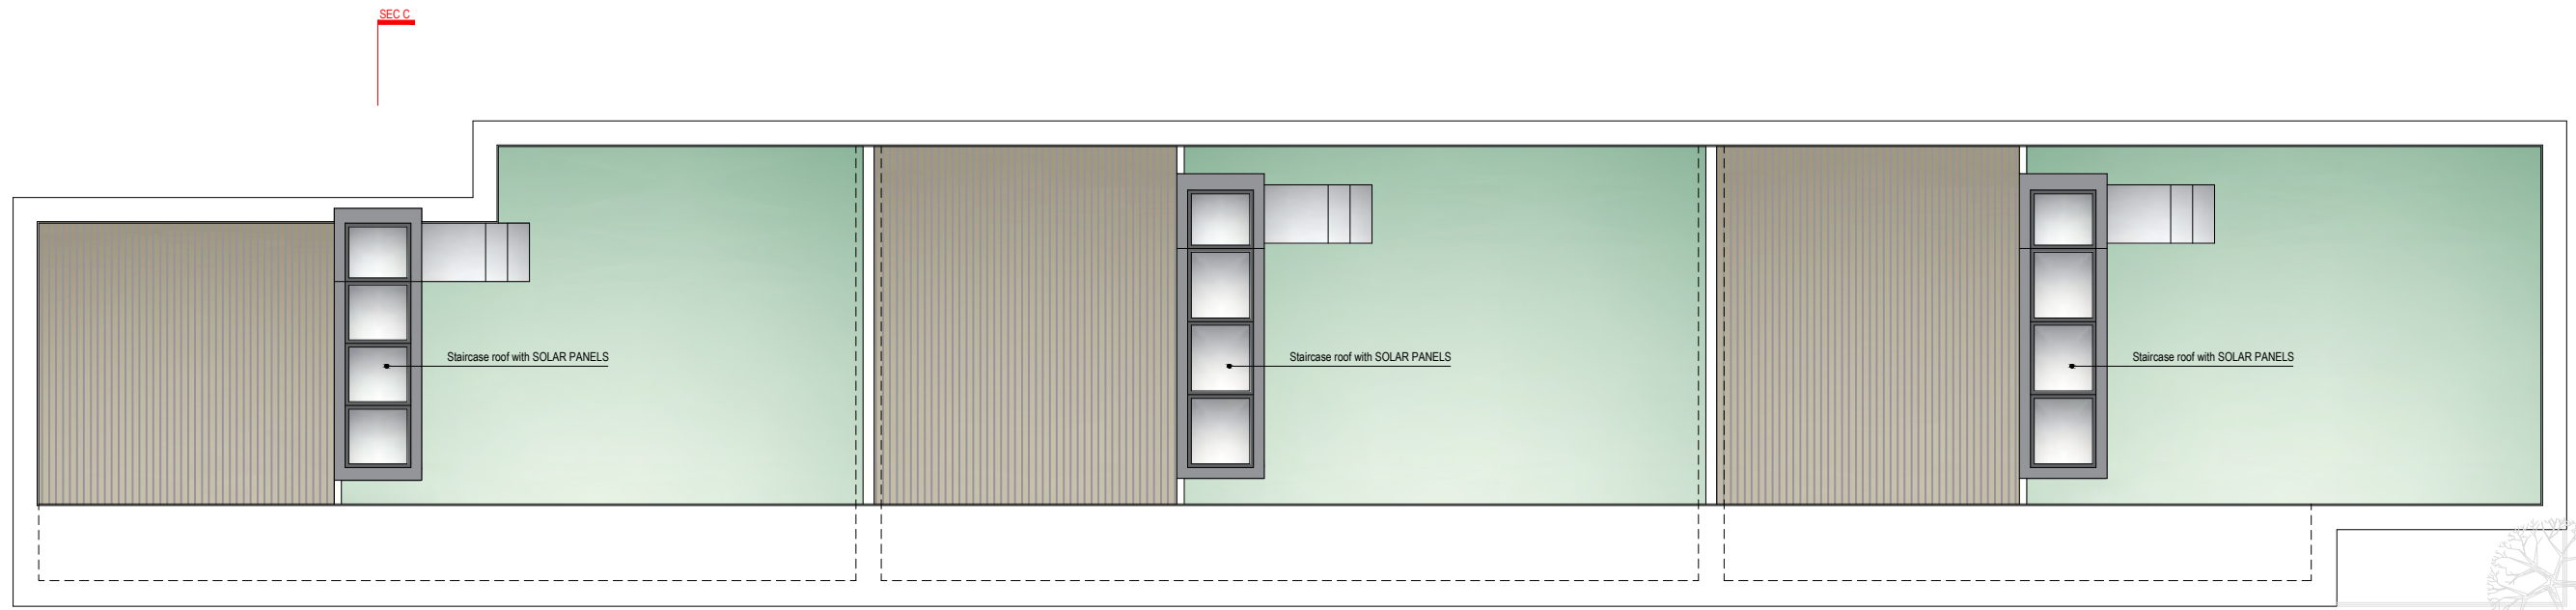 SEC C
Staircase roof with SOLAR PANELS
Staircase roof with SOLAR PANELS
Staircase roof with SOLAR PANELS